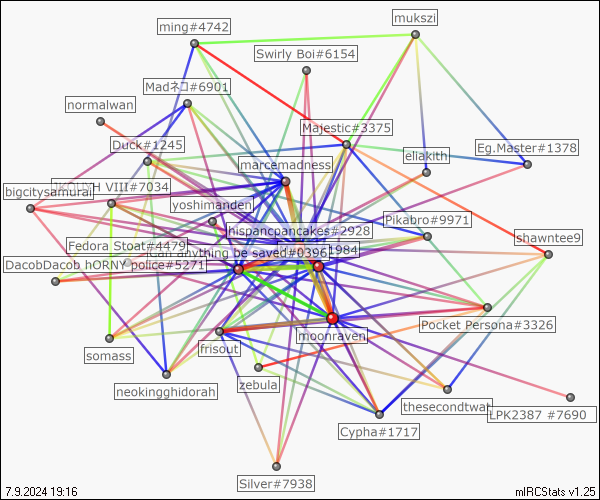 mukszi
ming#4742
Swirly Boi#6154
Madネコ#6901
normalwan
Majestic#3375
Duck#1245
Eg.Master#1378
eliakith
marcemadness
VIII#7034
bigcitysamurai
yoshimanden
Pikabro#9971
hispancpancakes#2928
Fedora Stoat#4479
1984
can anything be saved#0396
shawntee9
DacobDacob hORNY police#5271
Pocket Persona#3326
moonraven
frisout
somass
zebula
neokingghidorah
thesecondtwat
LPK2387 #7690
Cypha#1717
Silver#7938
7.9.2024 19:16
mIRCStats v1.25